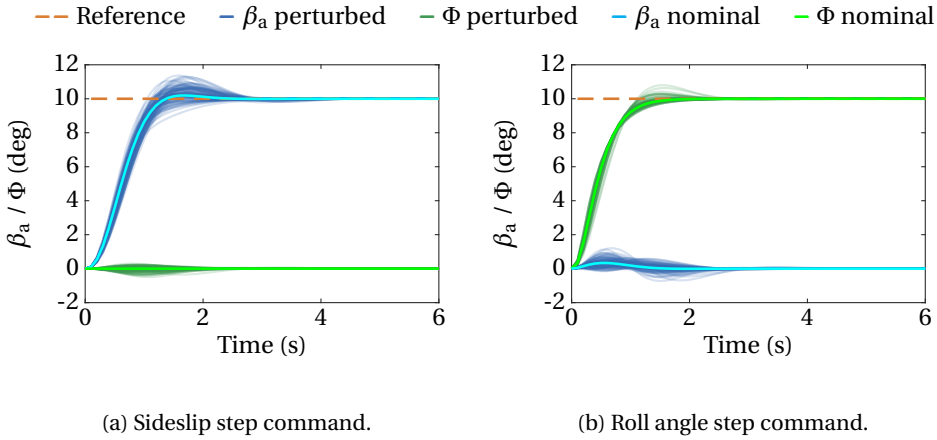 Reference βa perturbed Φ perturbed βa nominal Φ nominal
βa / Φ (deg)
12
10
8
6
4
2
0
-2
0 2 4 6
Time (s)
βa / Φ (deg)
12
10
8
6
4
2
0
-2
0 2 4 6
Time (s)
(a) Sideslip step command.
(b) Roll angle step command.